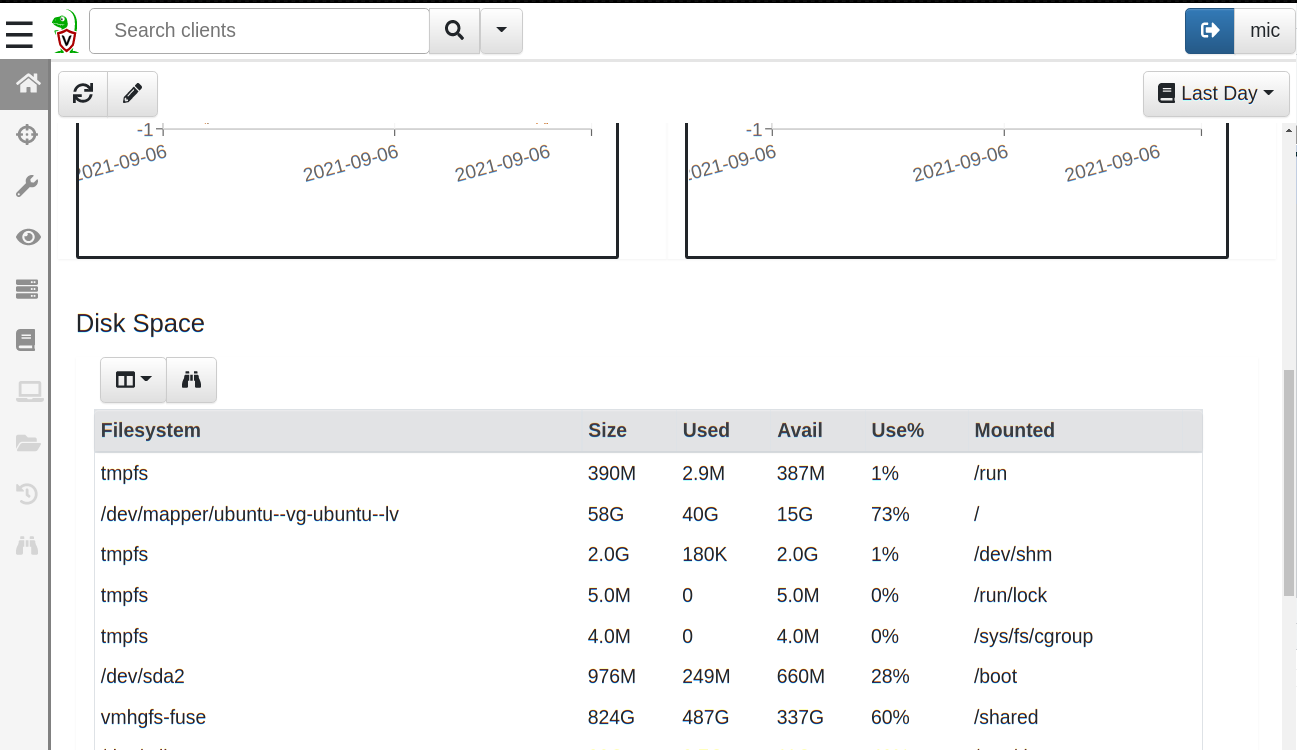 Search clients
mic
V
Last Day
-1 -1
2021-09-06 2021-09-06 2021-09-06 2021-09-06 2021-09-06 2021-09-06
Disk Space
Filesystem Size Used Avail Use% Mounted
tmpfs 390M 2.9M 387M 1% /run
/dev/mapper/ubuntu--vg-ubuntu--lv 58G 40G 15G 73% /
tmpfs 2.0G 180K 2.0G 1% /dev/shm
tmpfs 5.0M 0 5.0M 0% /run/lock
tmpfs 4.0M 0 4.0M 0% /sys/fs/cgroup
/dev/sda2 976M 249M 660M 28% /boot
vmhgfs-fuse 824G 487G 337G 60% /shared